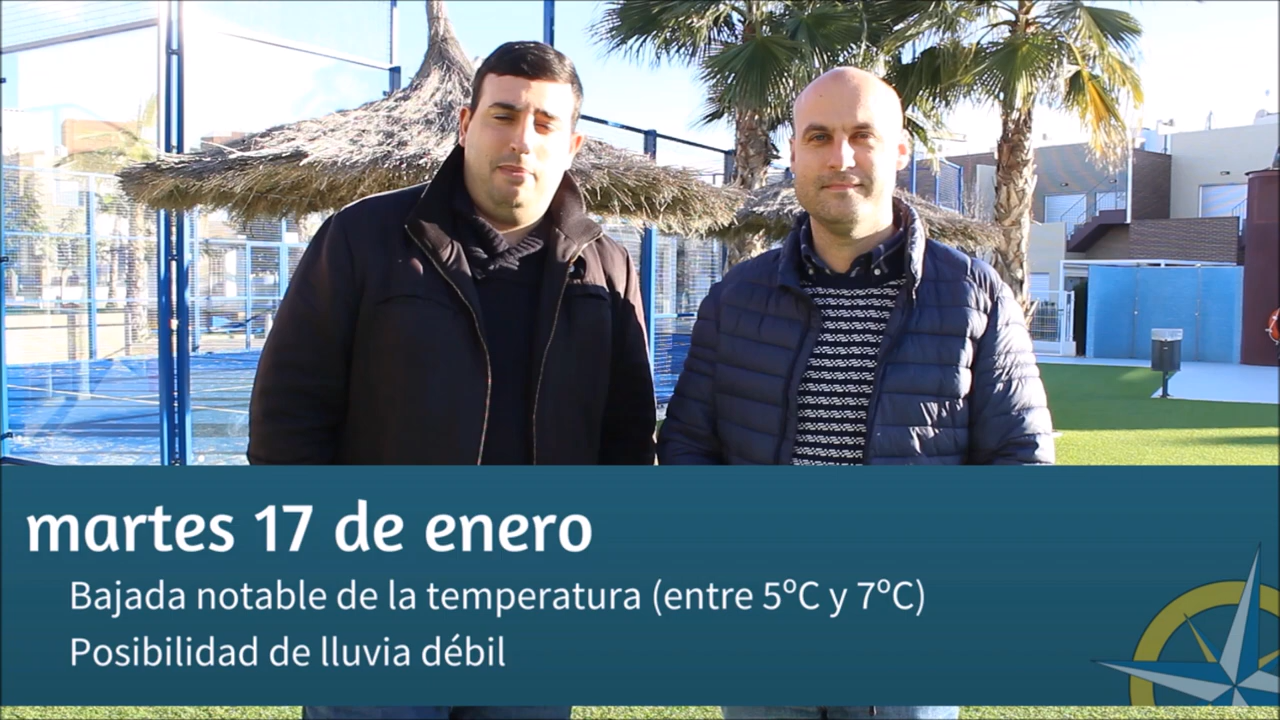 martes 17 de enero
Bajada notable de la temperatura (entre 5ºC y 7ºC)
Posibilidad de lluvia débil